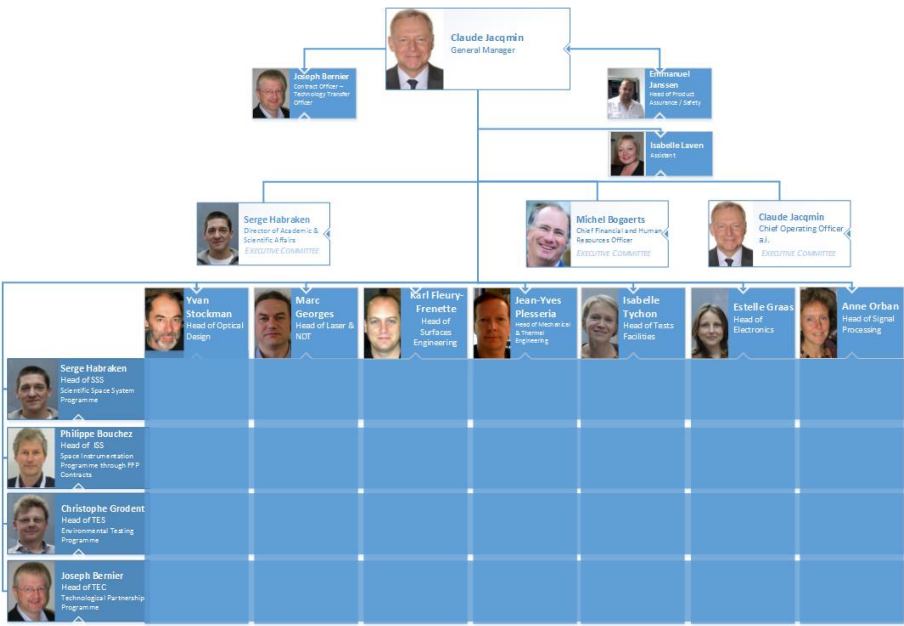 Claude Jacqmin
General Manager
Joseph Bernier
Contract Officer –
Technology Transfer
Officer
Emmanuel
Janssen
Head of Product
Assurance / Safety
Isabelle Laven
Assistant
Serge Habraken
Director of Academic &
Scientific Affairs
EXECUTIVE COMMITTEE
Michel Bogaerts
Chief Financial and Human
Resources Officer
EXECUTIVE COMMITTEE
Claude Jacqmin
Chief Operating Officer
a.i.
EXECUTIVE COMMITTEE
Yvan
Stockman
Head of Optical
Design
Marc
Georges
Head of Laser &
NDT
Karl Fleury-
Frenette
Head of
Surfaces
Engineering
Jean-Yves
Plesseria
Head of Mechanical
& Thermal
Engineering
Isabelle
Tychon
Head of Tests
Facilities
Estelle Graas
Head of
Electronics
Anne Orban
Head of Signal
Processing
Serge Habraken
Head of SSS
Scientific Space System
Programme
Philippe Bouchez
Head of ISS
Space Instrumentation
Programme through PFP
Contracts
Christophe Grodent
Head of TES
Environmental Testing
Programme
Joseph Bernier
Head of TEC
Technological Partnership
Programme